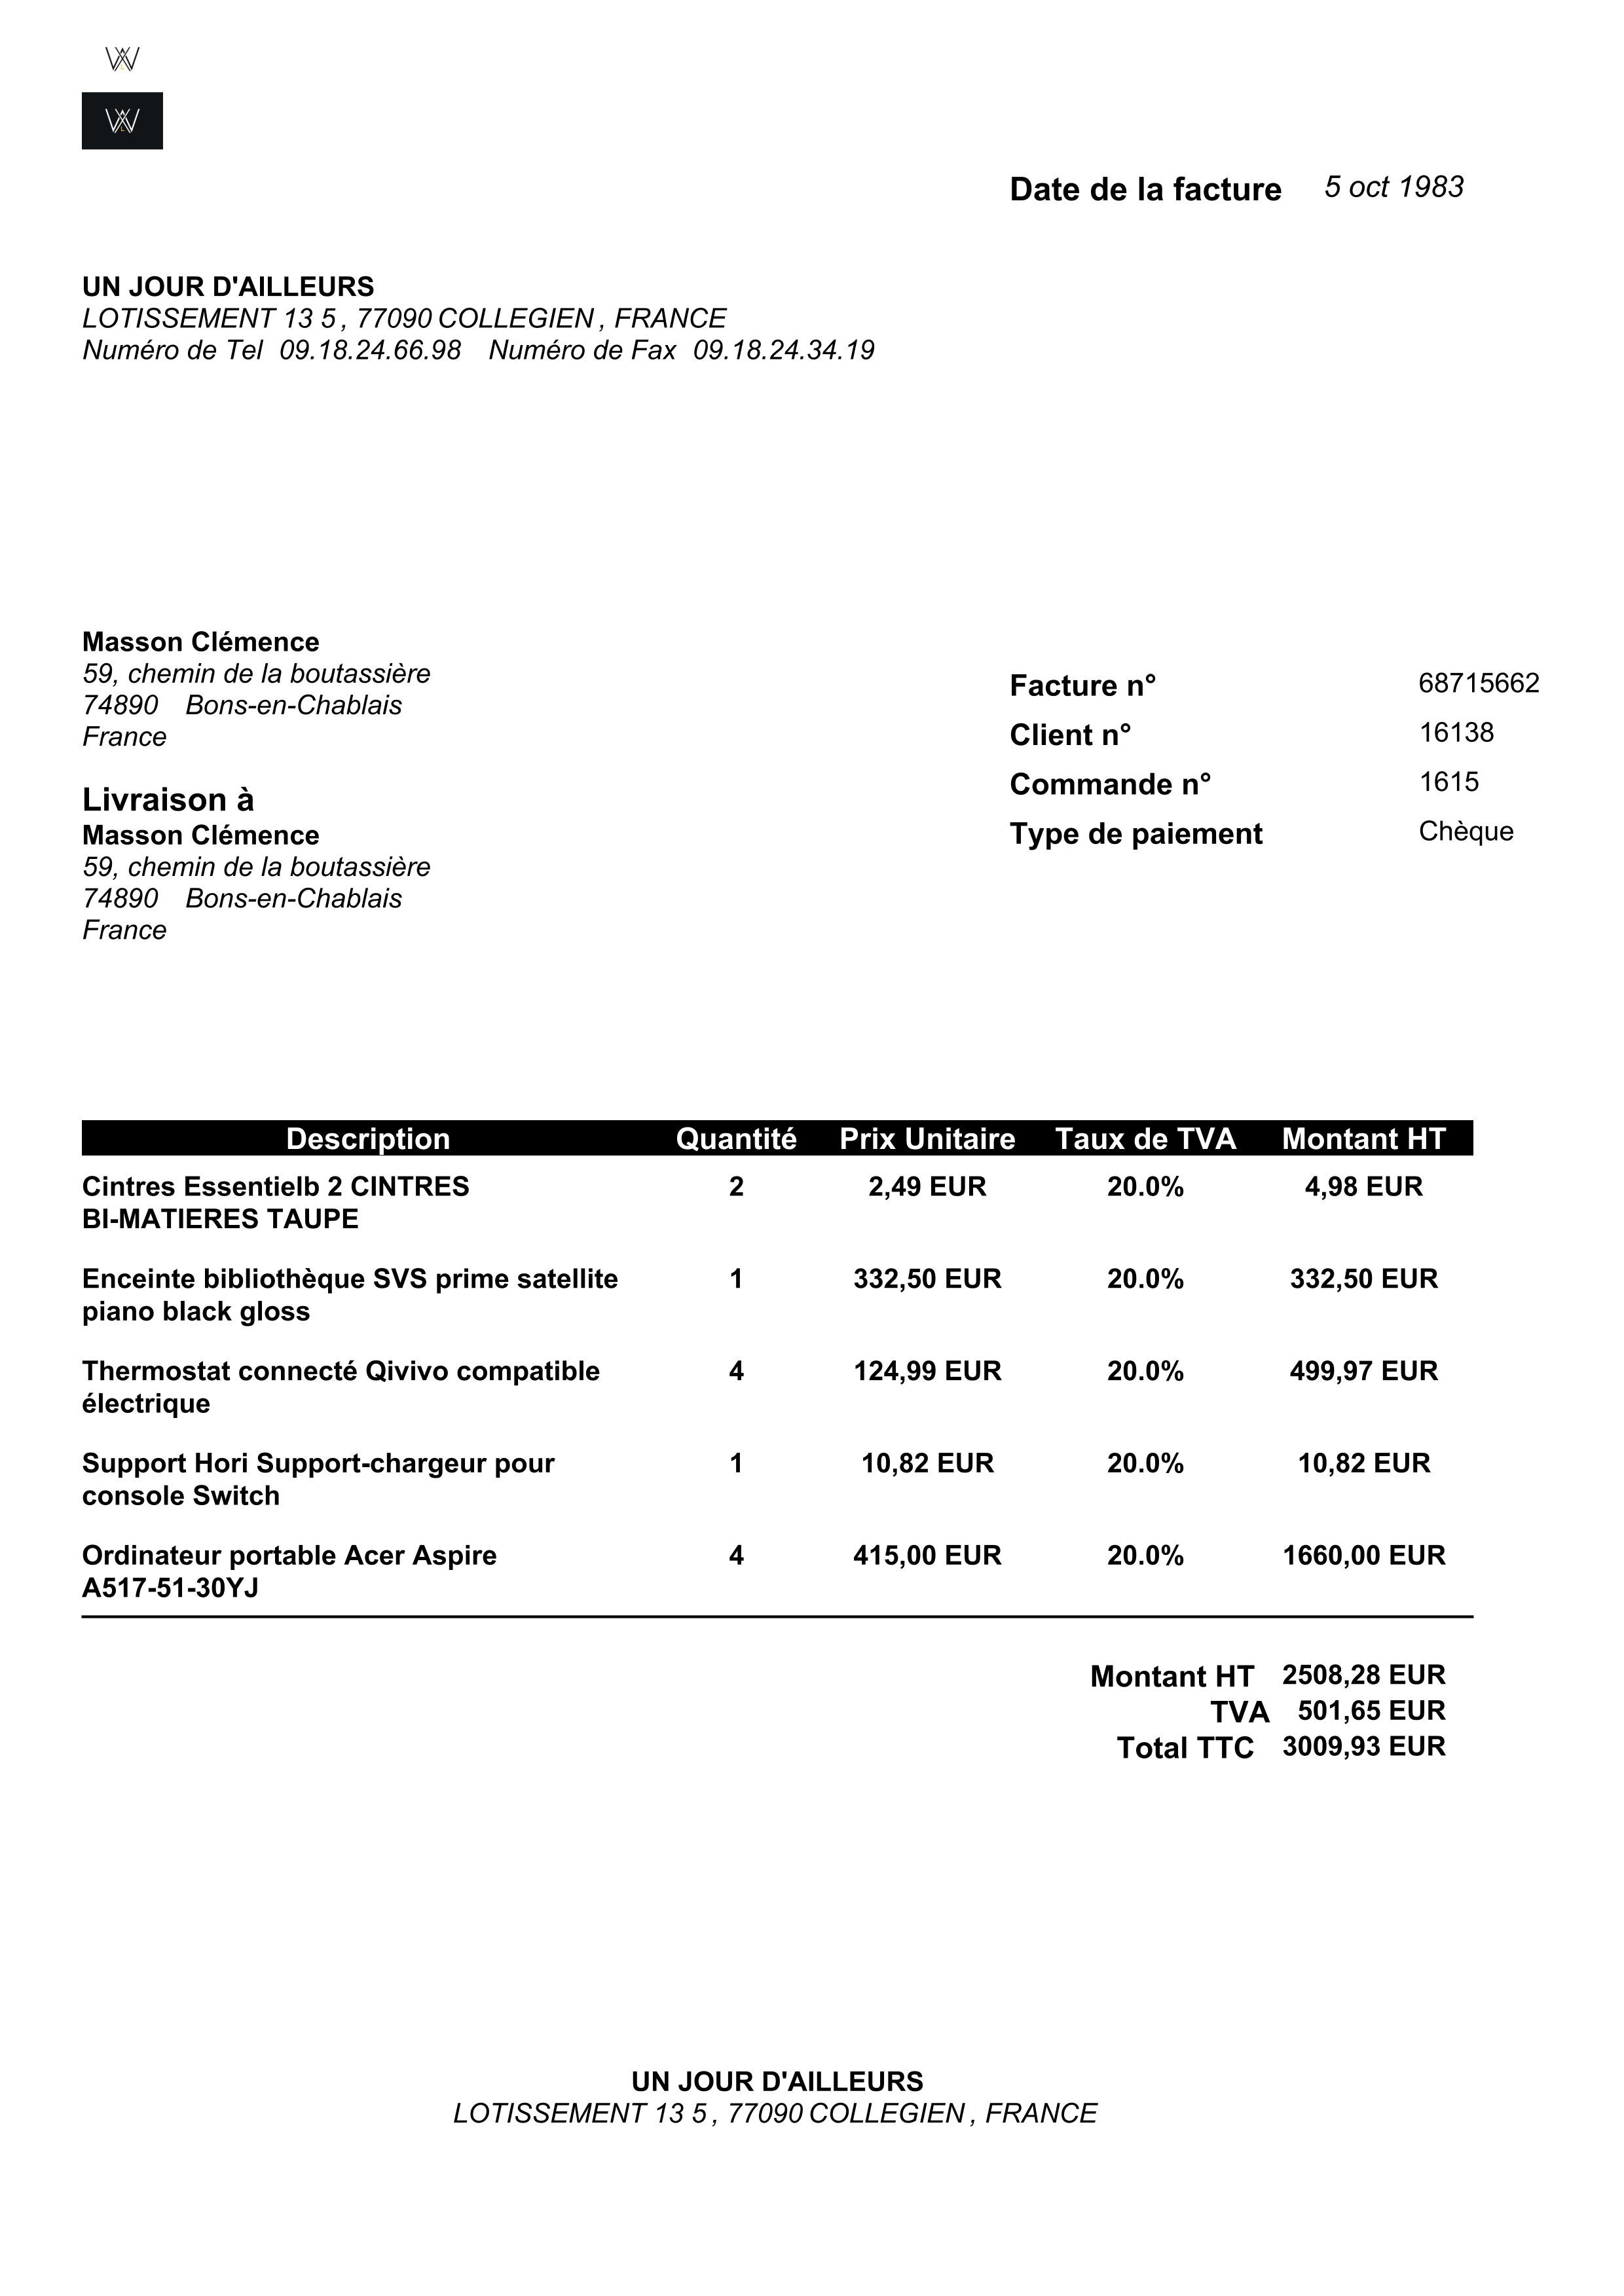 Date de la facture 5 oct 1983
UN JOUR D'AILLEURS
LOTISSEMENT 13 5 , 77090 COLLEGIEN , FRANCE
Numéro de Tel 09.18.24.66.98 Numéro de Fax 09.18.24.34.19
Masson Clémence
59, chemin de la boutassière
74890 Bons-en-Chablais
France
Livraison à
Masson Clémence
59, chemin de la boutassière
74890 Bons-en-Chablais
France
Facture n° 68715662
Client n° 16138
Commande n° 1615
Type de paiement Chèque
Description Quantité Prix Unitaire Taux de TVA Montant HT
Cintres Essentielb 2 CINTRES 2 2,49 EUR 20.0% 4,98 EUR
BI-MATIERES TAUPE
Enceinte bibliothèque SVS prime satellite 1 332,50 EUR 20.0% 332,50 EUR
piano black gloss
Thermostat connecté Qivivo compatible 4 124,99 EUR 20.0% 499,97 EUR
électrique
Support Hori Support-chargeur pour 1 10,82 EUR 20.0% 10,82 EUR
console Switch
Ordinateur portable Acer Aspire 4 415,00 EUR 20.0% 1660,00 EUR
A517-51-30YJ
Montant HT 2508,28 EUR
TVA 501,65 EUR
Total TTC 3009,93 EUR
UN JOUR D'AILLEURS
LOTISSEMENT 13 5 , 77090 COLLEGIEN , FRANCE